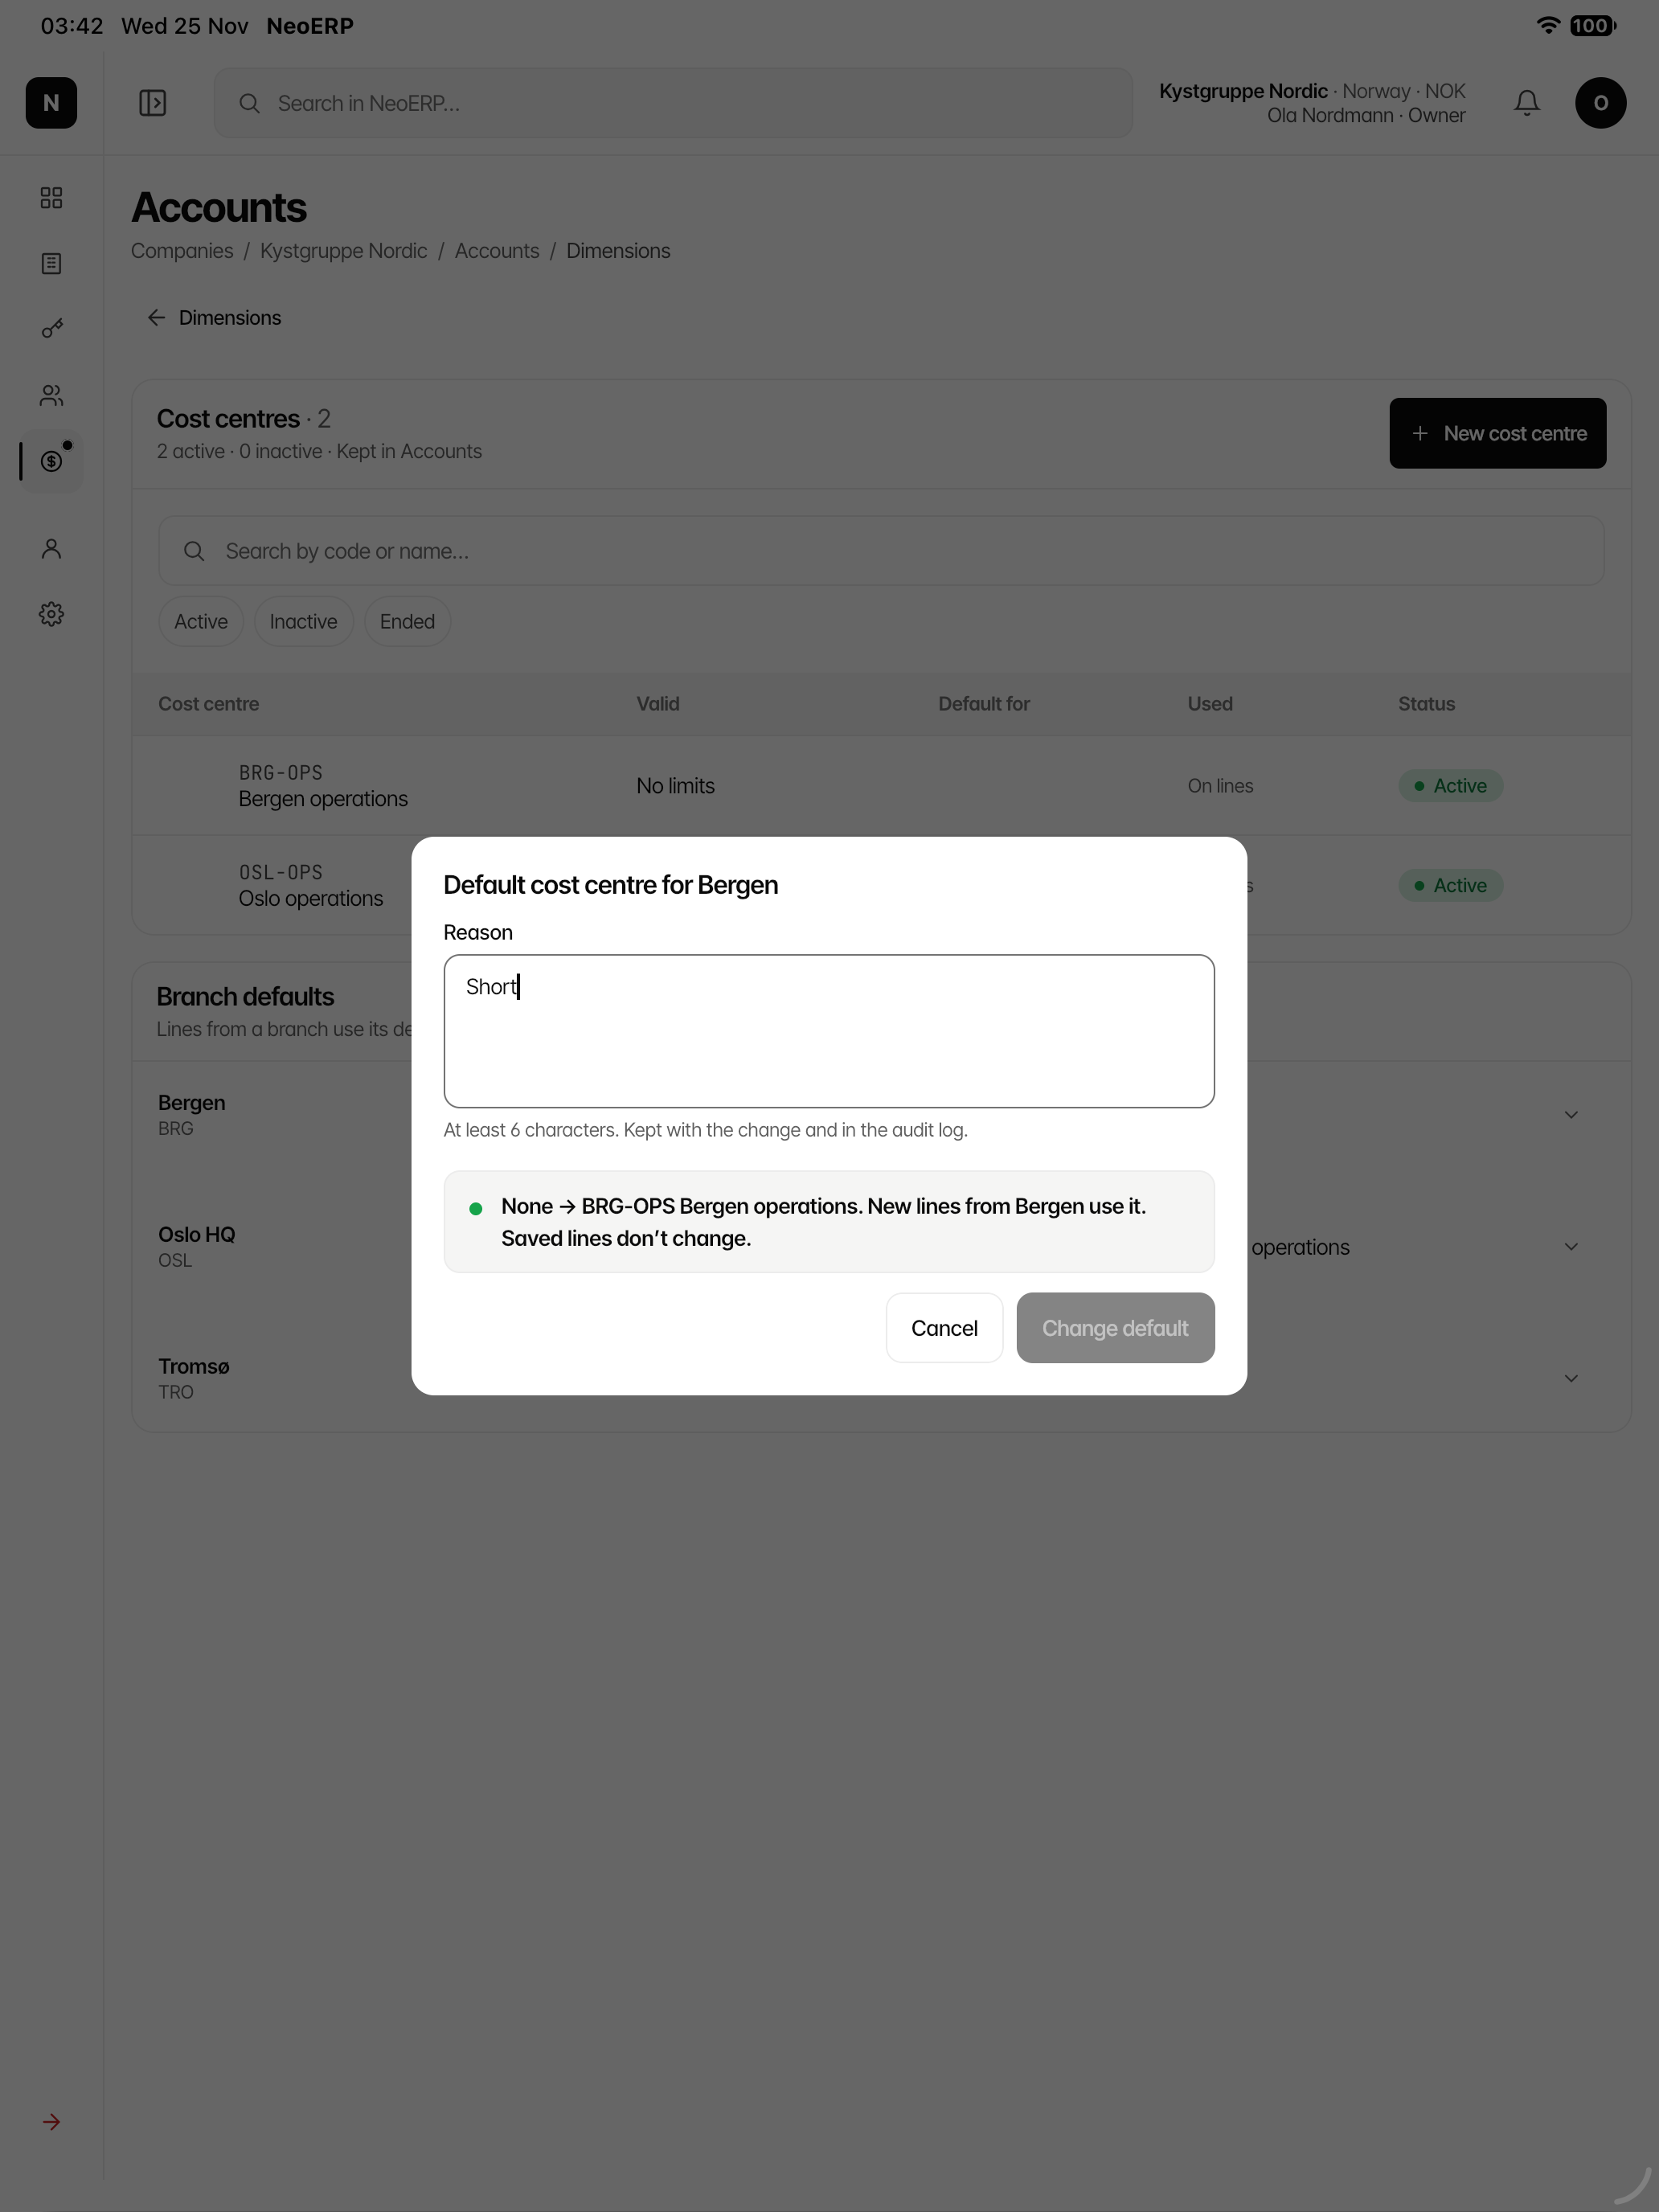 03:42 Wed 25 Nov NeoERP
100
N
Search in NeoERP...
Kystgruppe Nordic · Norway · NOK
Ola Nordmann · Owner
O
Accounts
Companies / Kystgruppe Nordic / Accounts / Dimensions
Dimensions
Cost centres · 2
2 active · 0 inactive · Kept in Accounts
New cost centre
Search by code or name...
Active Inactive Ended
Cost centre Valid Default for Used Status
BRG-OPS
Bergen operations
No limits
On lines
Active
OSL-OPS
Oslo operations
Active
Default cost centre for Bergen
Reason
Short
At least 6 characters. Kept with the change and in the audit log.
None → BRG-OPS Bergen operations. New lines from Bergen use it.
Saved lines don’t change.
Cancel
Change default
Branch defaults
Lines from a branch use its
Bergen
BRG
Oslo HQ
OSL
operations
Tromsø
TRO